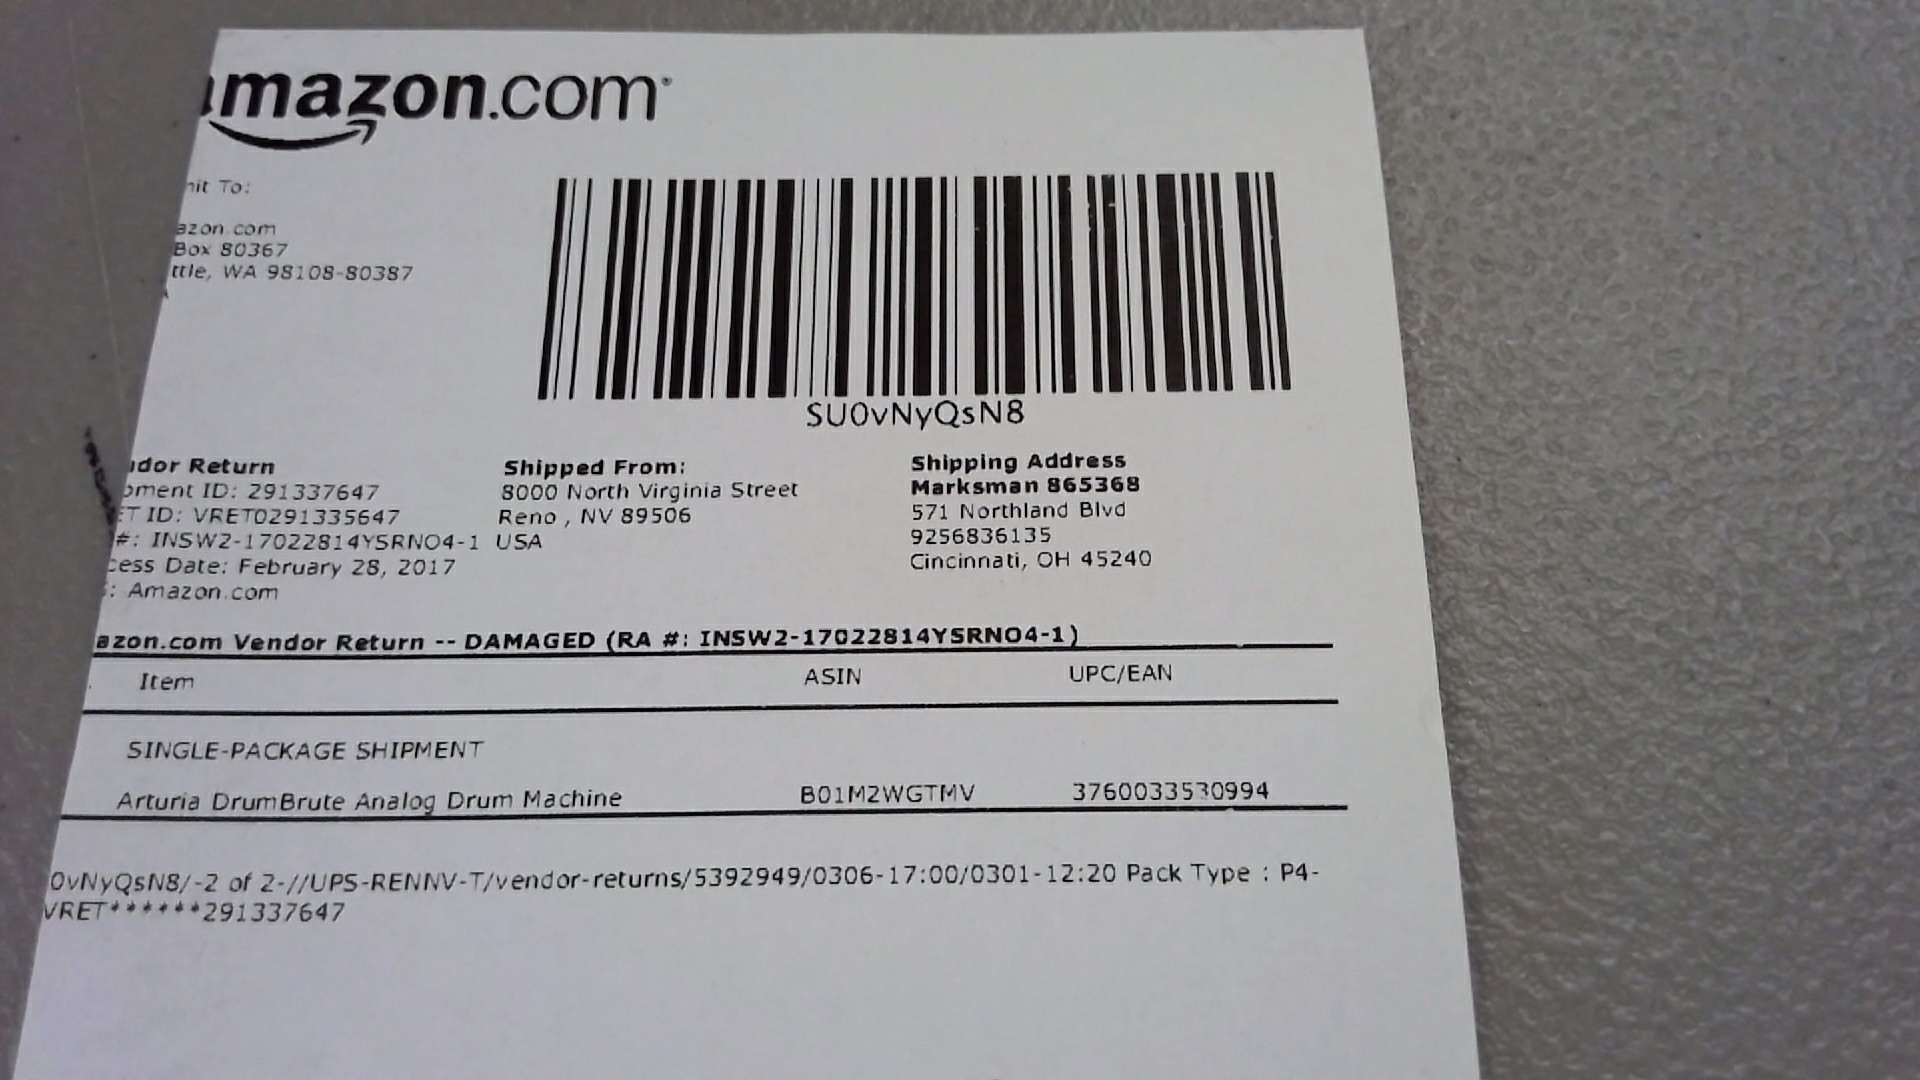 amazon.com
mit To:
azon.com
Box 80367
ttle, WA 98108-80387
SU0vNyQsN8
ndor Return
pment ID: 291337647
ET ID: VRET0291335647
#: INSW2-17022814YSRNO4-1
cess Date: February 28, 2017
: Amazon.com
Shipped From:
8000 North Virginia Street
Reno , NV 89506
USA
Shipping Address
Marksman 865368
571 Northland Blvd
9256836135
Cincinnati, OH 45240
azon.com Vendor Return -- DAMAGED (RA #: INSW2-17022814YSRNO4-1)
Item ASIN UPC/EAN
SINGLE-PACKAGE SHIPMENT
Arturia DrumBrute Analog Drum Machine B01M2WGTMV 3760033530994
0vNyQsN8/-2 of 2-//UPS-RENNV-T/vendor-returns/5392949/0306-17:00/0301-12:20 Pack Type : P4-
VRET******291337647